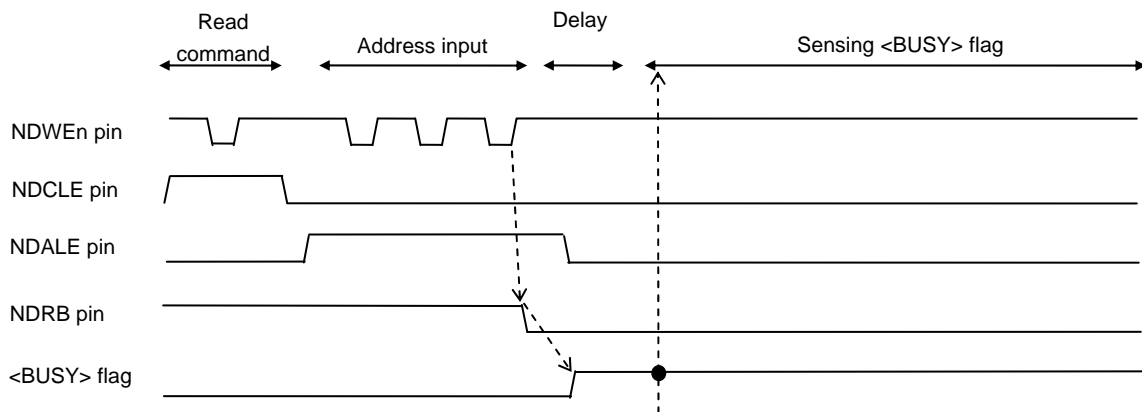 Read
command
Address input
Delay
Sensing <BUSY> flag
NDWEn pin
NDCLE pin
NDALE pin
NDRB pin
<BUSY> flag